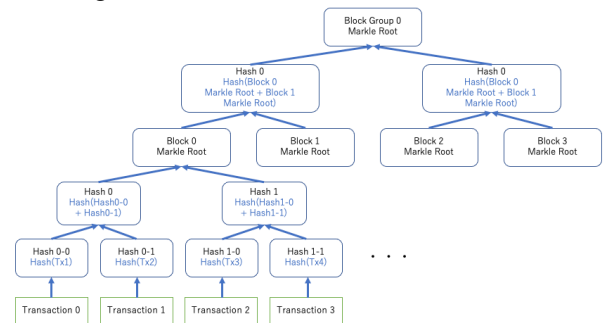 Block Group 0
Markle Root
Hash 0
Hash(Block 0
Markle Root + Block 1
Markle Root)
Hash 0
Hash(Block 0
Markle Root + Block 1
Markle Root)
Block 0
Markle Root
Block 1
Markle Root
Block 2
Markle Root
Block 3
Markle Root
Hash 0
Hash(Hash0-0
+ Hash0-1)
Hash 1
Hash(Hash1-0
+ Hash1-1)
Hash 0-0
Hash(Tx1)
Hash 0-1
Hash(Tx2)
Hash 1-0
Hash(Tx3)
Hash 1-1
Hash(Tx4)
. . .
Transaction 0
Transaction 1
Transaction 2
Transaction 3